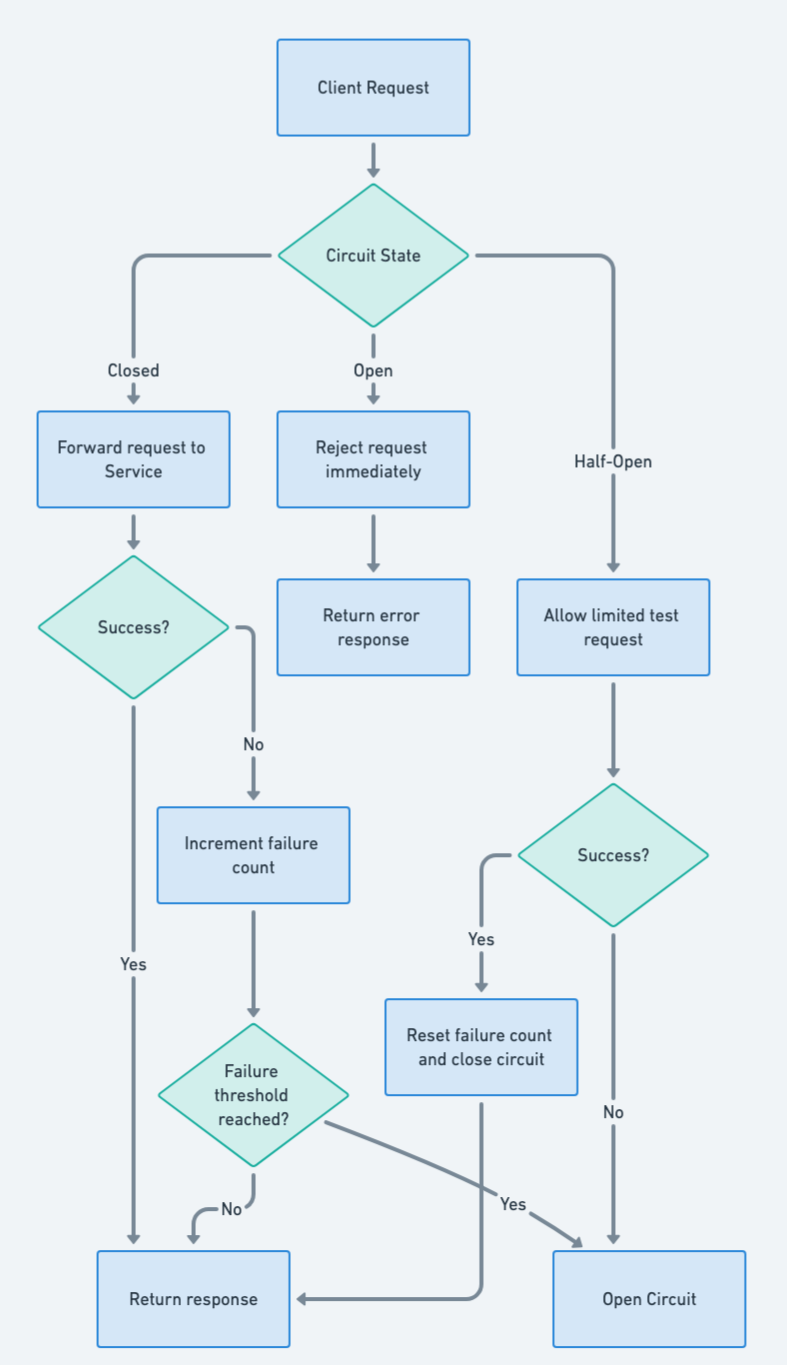 Client Request
Circuit State
Closed
Open
Half-Open
Forward request to
Service
Reject request
immediately
Return error
response
Allow limited test
request
Success?
No
Increment failure
count
Success?
Yes
Yes
Reset failure count
and close circuit
Failure
threshold
reached?
No
Yes
No
Return response
Open Circuit